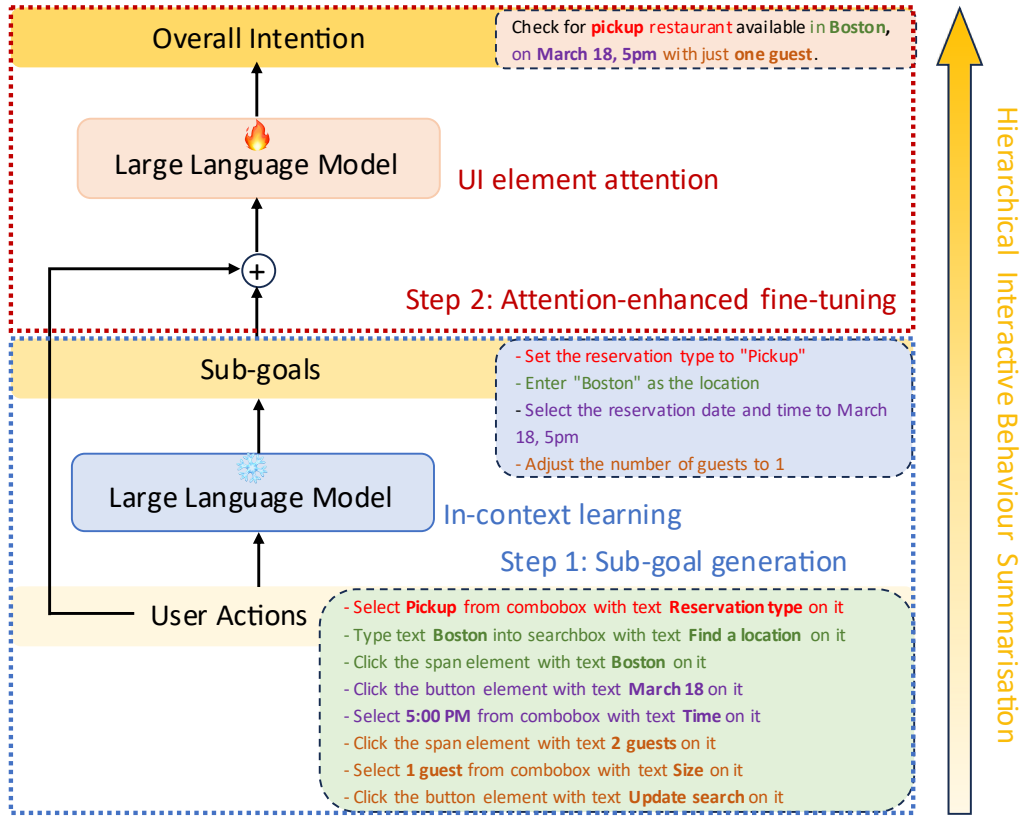 Overall Intention
Check for pickup restaurant available in Boston,
on March 18, 5pm with just one guest.
Large Language Model
UI element attention
+
Step 2: Attention-enhanced fine-tuning
Sub-goals
- Set the reservation type to "Pickup"
- Enter "Boston" as the location
- Select the reservation date and time to March
18, 5pm
- Adjust the number of guests to 1
Large Language Model
In-context learning
Step 1: Sub-goal generation
User Actions
- Select Pickup from combobox with text Reservation type on it
- Type text Boston into searchbox with text Find a location on it
- Click the span element with text Boston on it
- Click the button element with text March 18 on it
- Select 5:00 PM from combobox with text Time on it
- Click the span element with text 2 guests on it
- Select 1 guest from combobox with text Size on it
- Click the button element with text Update search on it
Hierarchical Interactive Behaviour Summarisation